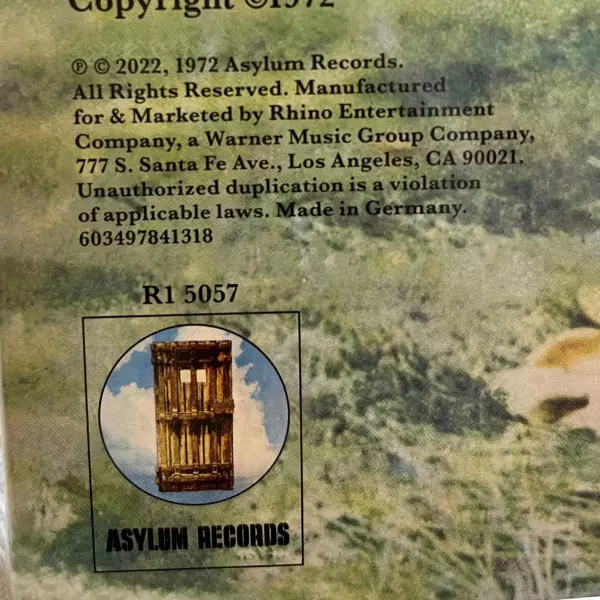 Copyright ©1972
℗ © 2022, 1972 Asylum Records.
All Rights Reserved. Manufactured
for & Marketed by Rhino Entertainment
Company, a Warner Music Group Company,
777 S. Santa Fe Ave., Los Angeles, CA 90021.
Unauthorized duplication is a violation
of applicable laws. Made in Germany.
603497841318
R1 5057
ASYLUM RECORDS